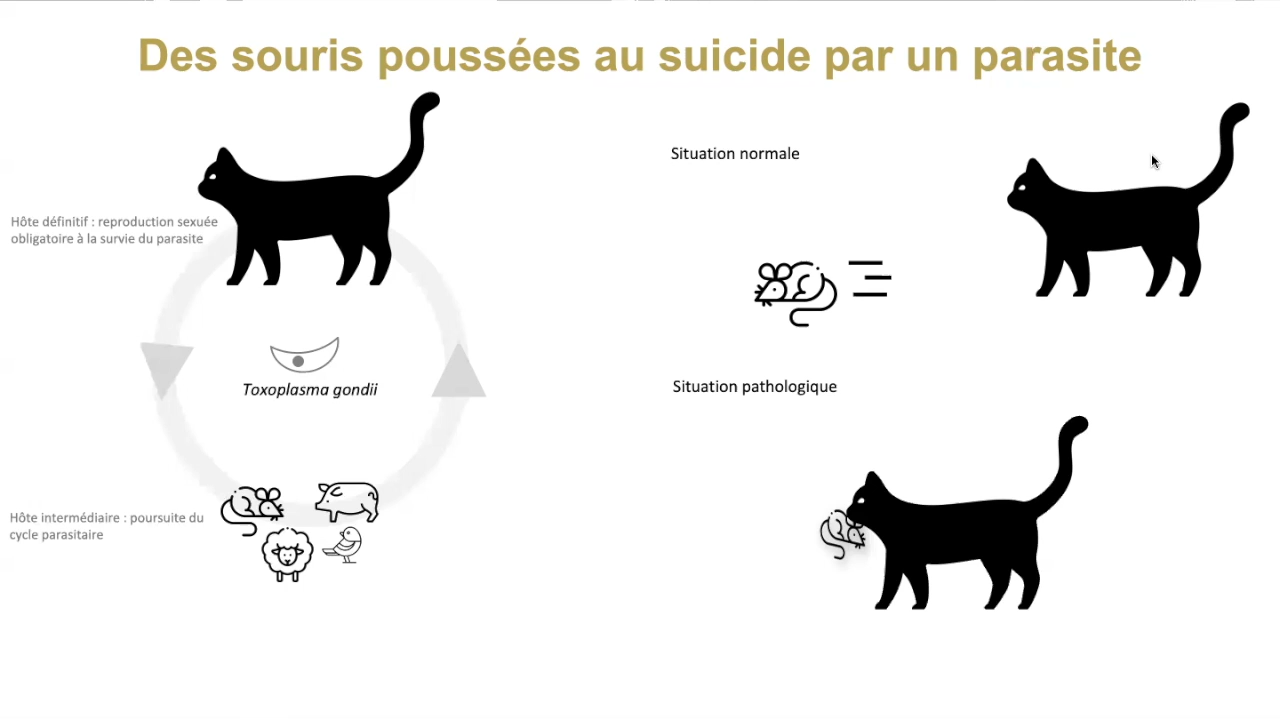 Des souris poussées au suicide par un parasite
Situation normale
Hôte définitif : reproduction sexuée
obligatoire à la survie du parasite
Toxoplasma gondii
Situation pathologique
Hôte intermédiaire : poursuite du
cycle parasitaire